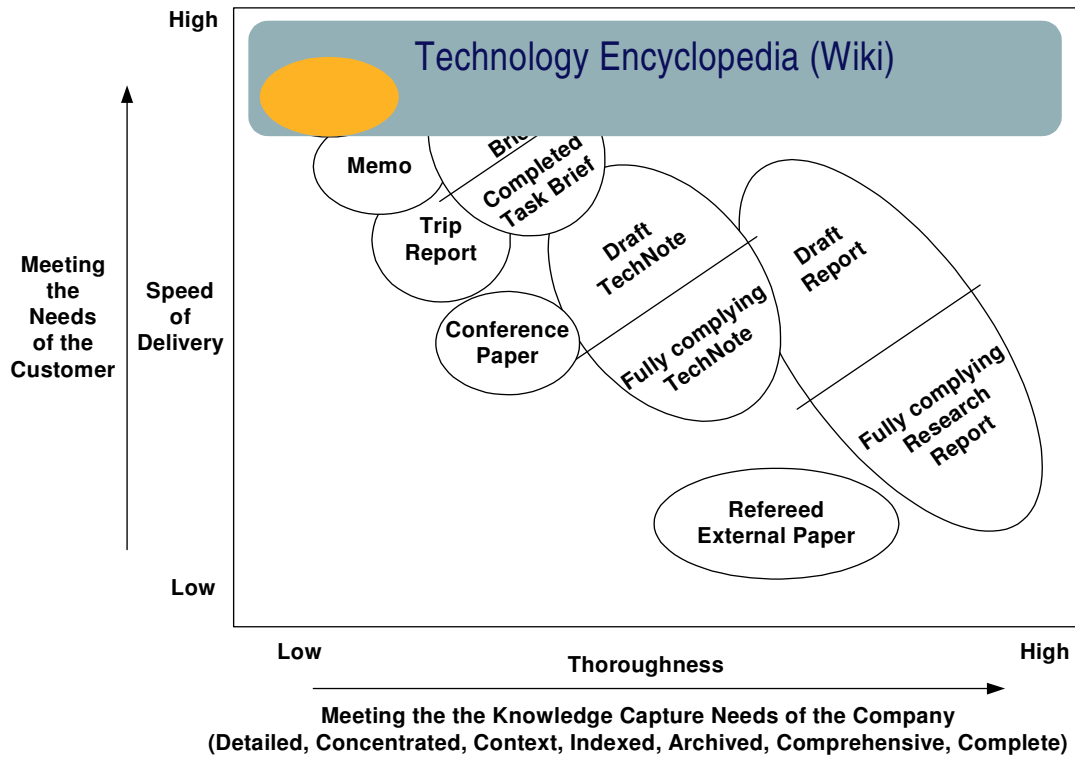 High
Technology Encyclopedia (Wiki)
Memo
Completed
Task Brief
Trip
Report
Draft
TechNote
Draft
Report
Meeting
the
Needs
of the
Customer
Speed
of
Delivery
Conference
Paper
Fully complying
TechNote
Fully complying
Research
Report
Refereed
External Paper
Low
Low
Thoroughness
High
Meeting the the Knowledge Capture Needs of the Company
(Detailed, Concentrated, Context, Indexed, Archived, Comprehensive, Complete)